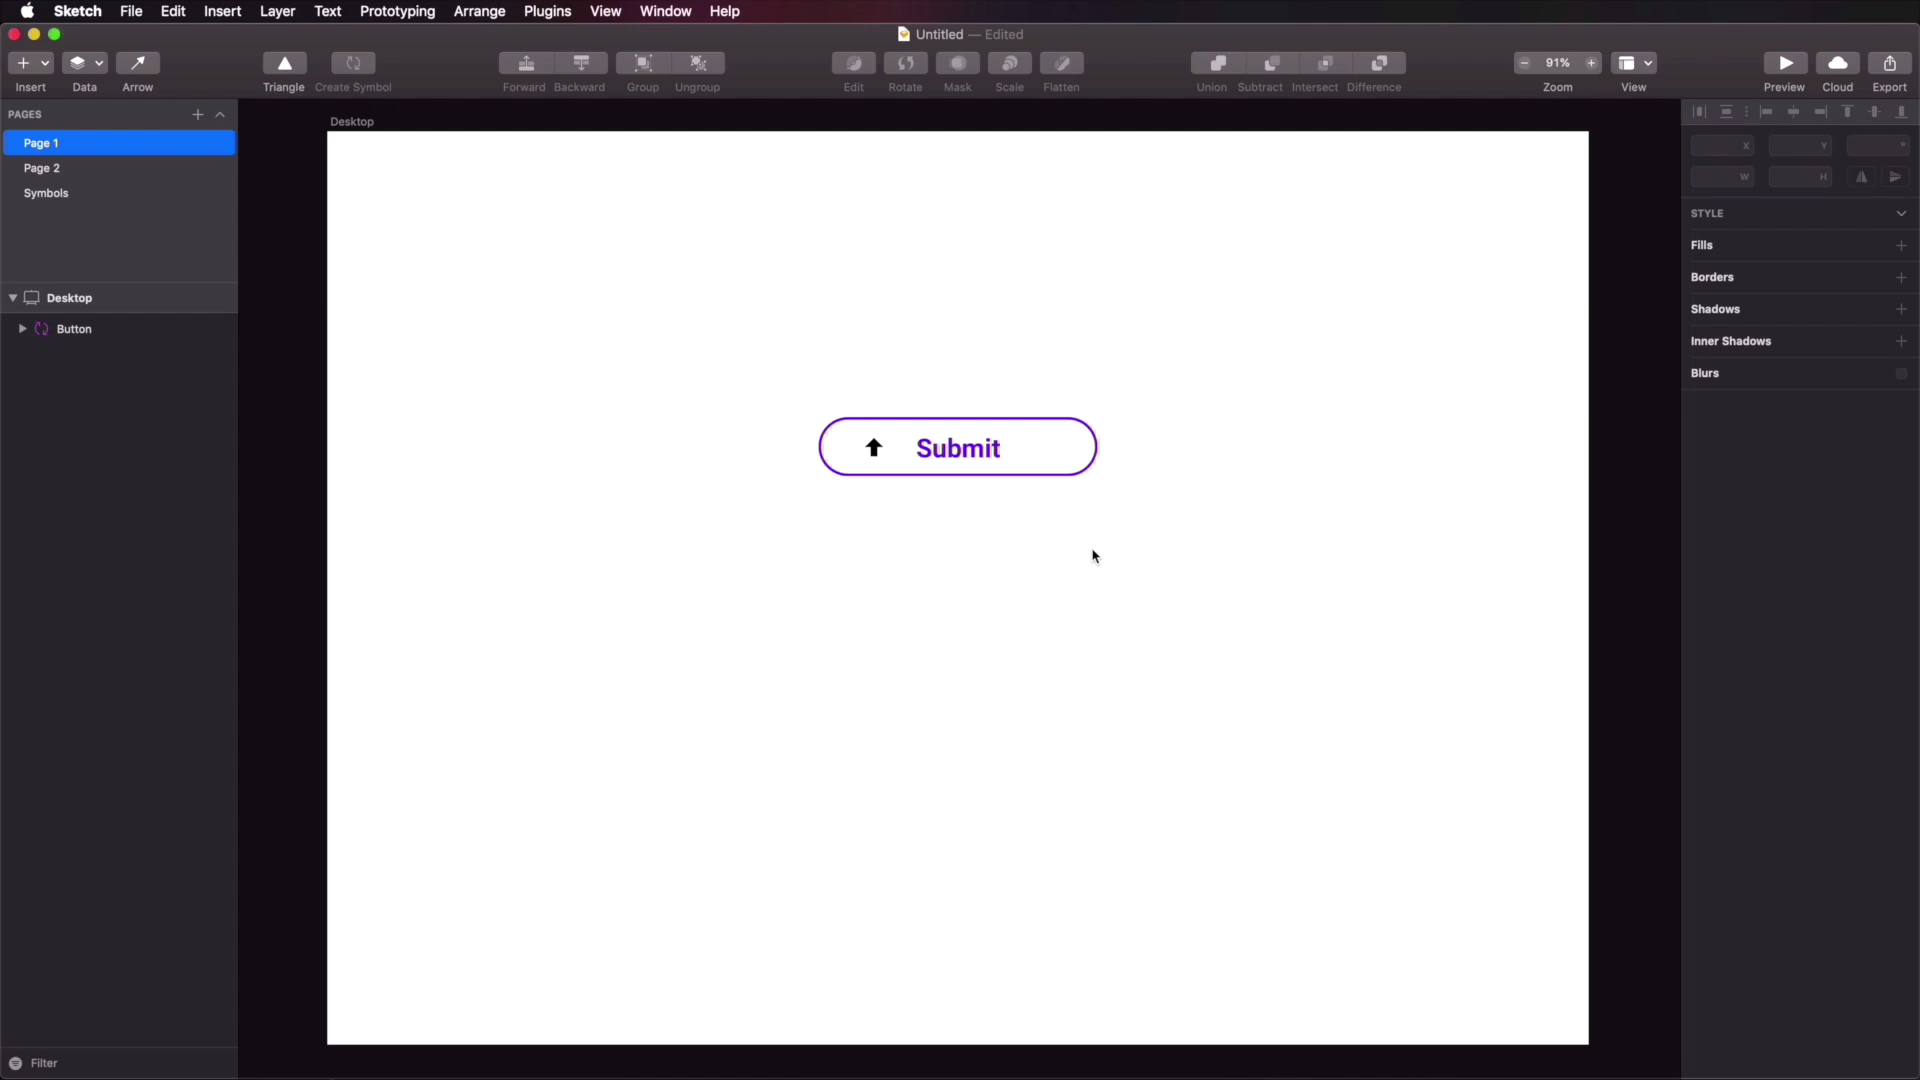 Sketch File Edit Insert Layer Text Prototyping Arrange Plugins View Window Help
Untitled — Edited
91%
Insert Data Arrow Triangle Create Symbol Forward Backward Group Ungroup Edit Rotate Mask Scale Flatten Union Subtract Intersect Difference Zoom View Preview Cloud Export
PAGES
Page 1
Page 2
Symbols
Desktop
Button
Filter
Desktop
Submit
X Y °
W H
STYLE
Fills
Borders
Shadows
Inner Shadows
Blurs